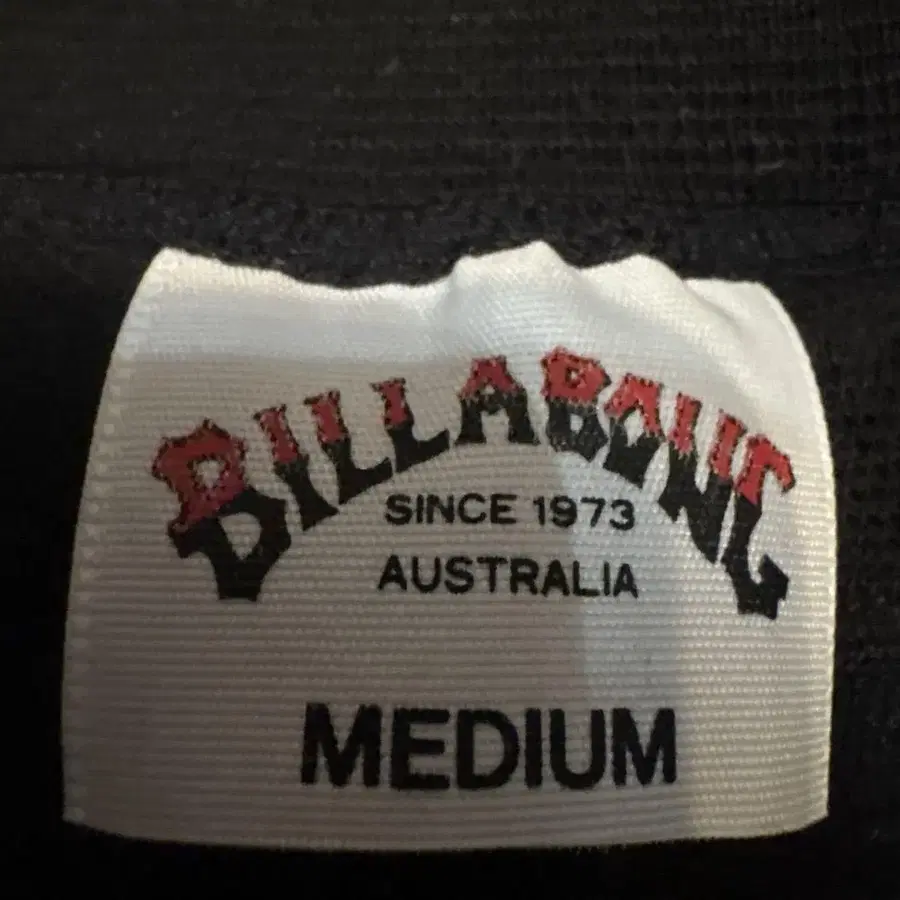 BILLABONG
SINCE 1973
AUSTRALIA
MEDIUM